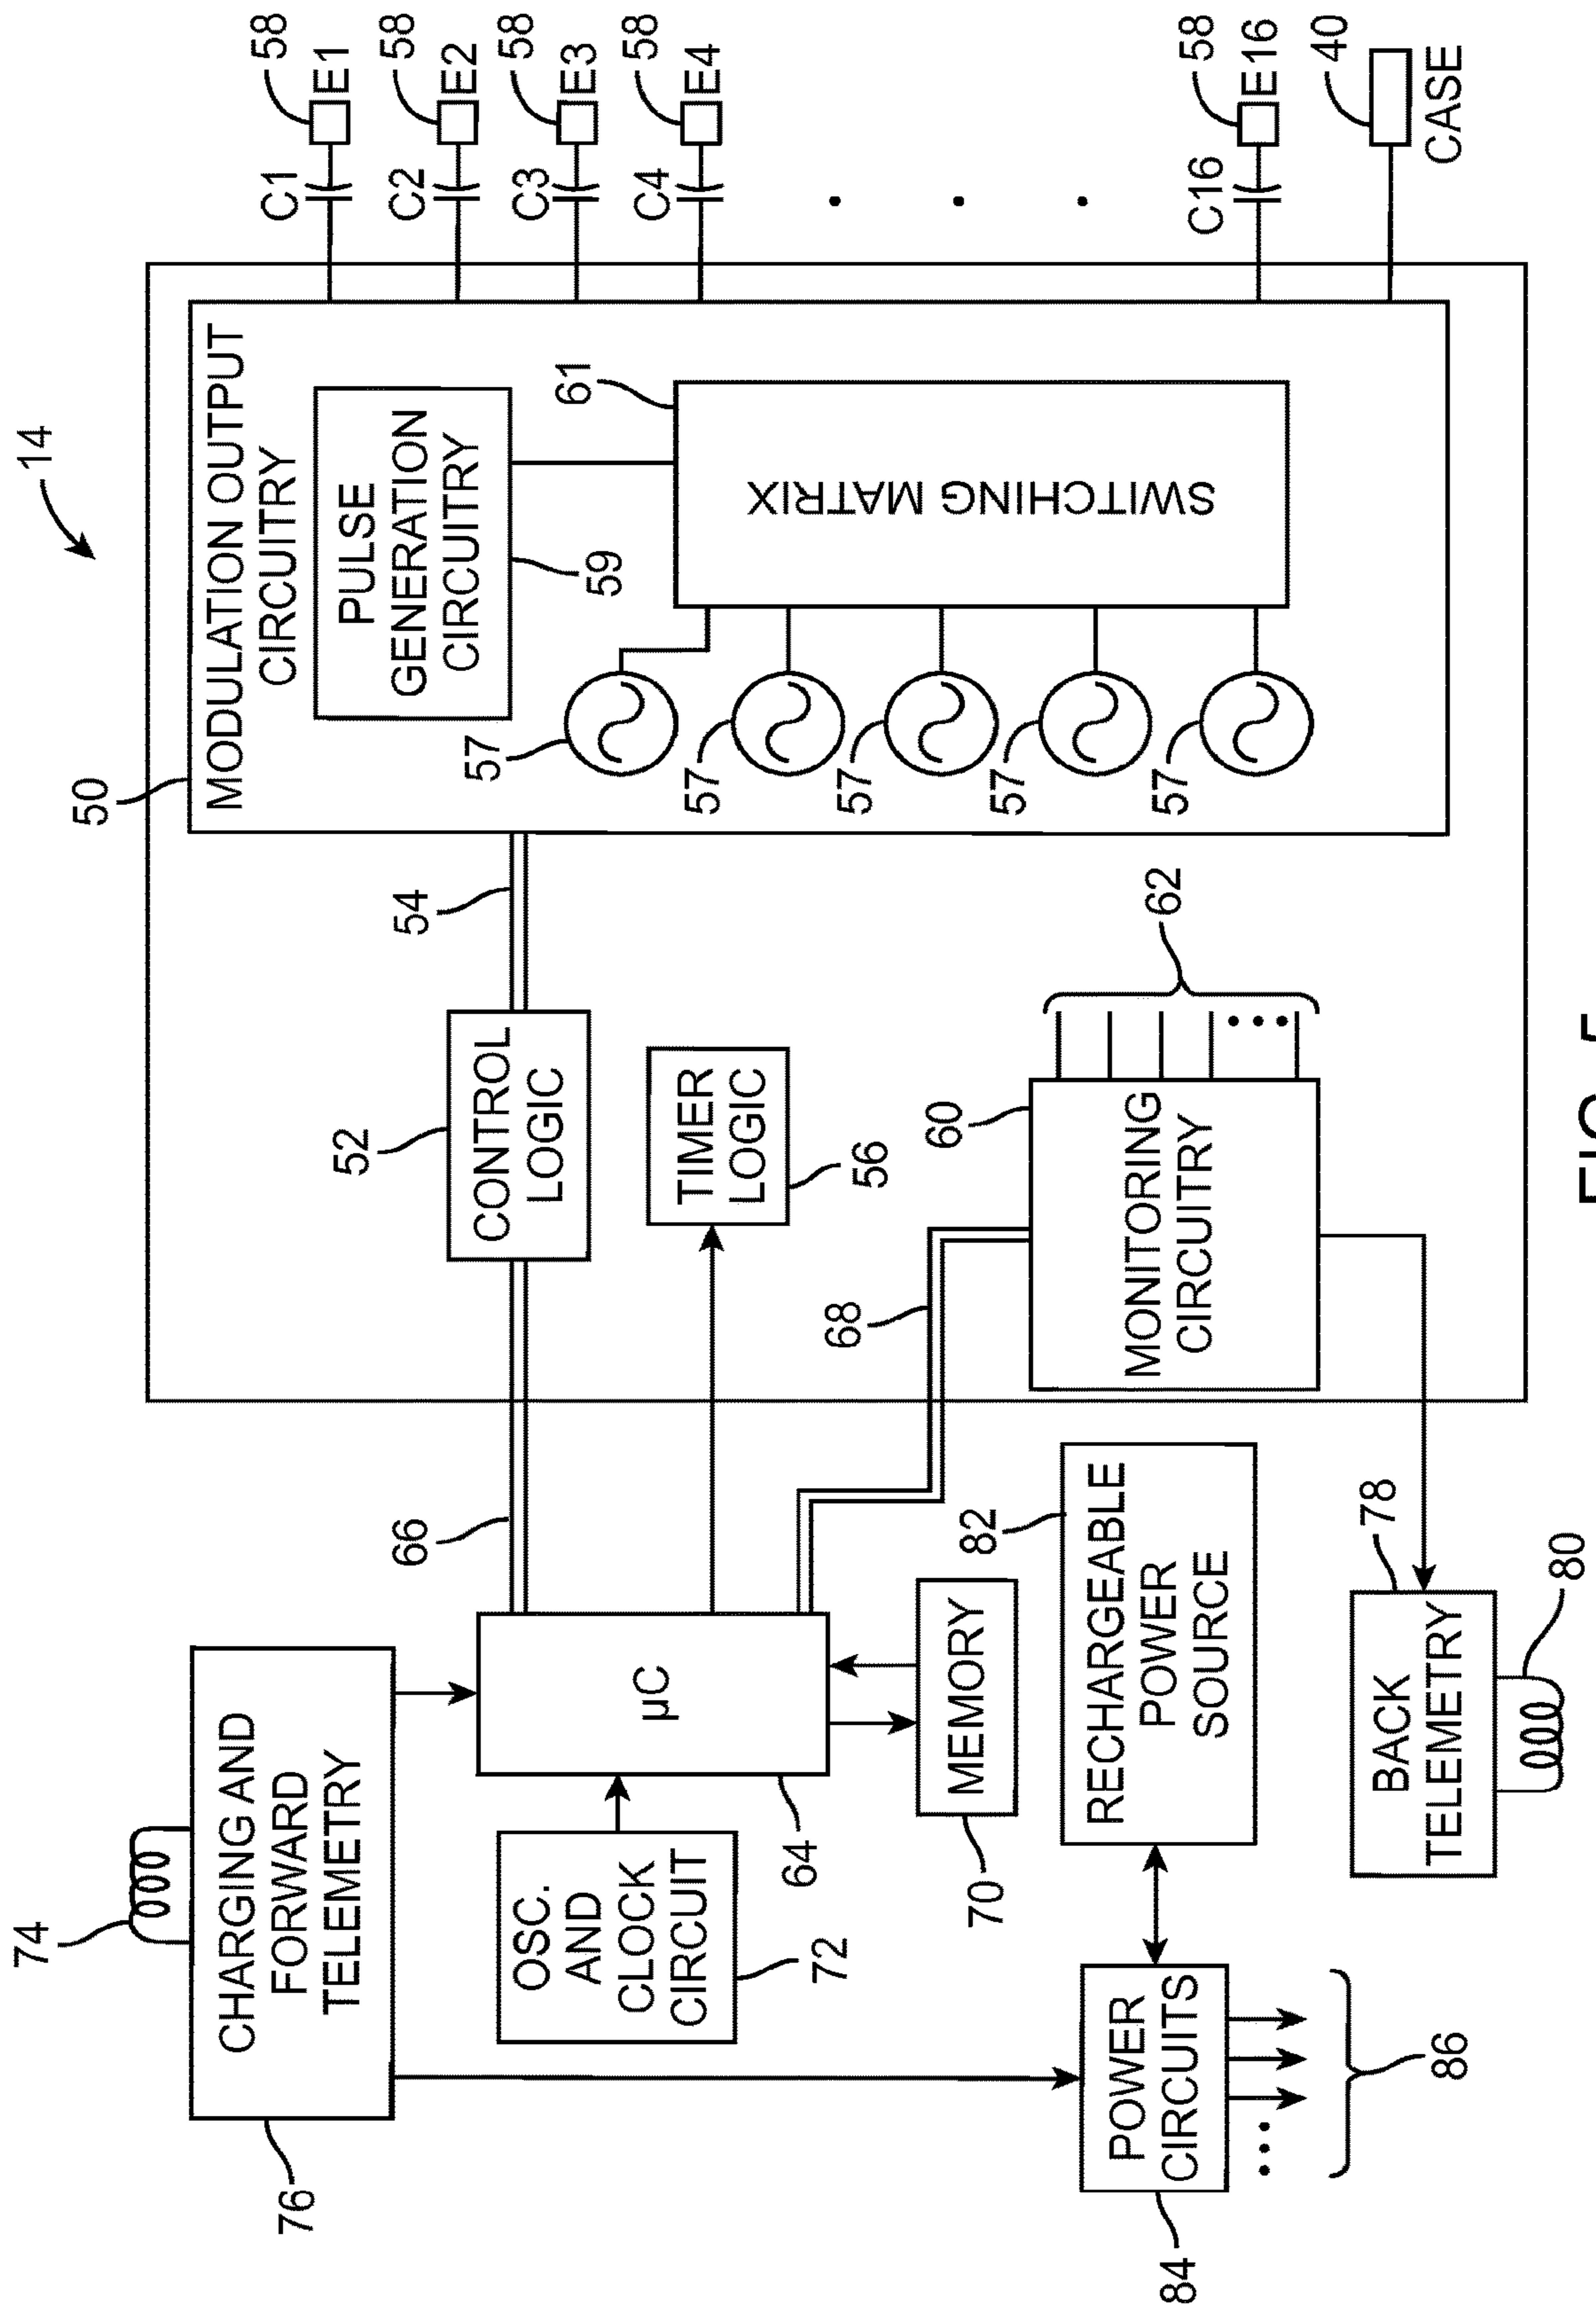 14
50
MODULATION OUTPUT
CIRCUITRY
PULSE
GENERATION
CIRCUITRY
59
61
SWITCHING MATRIX
57
57
57
57
57
C1
58
E1
C2
58
E2
C3
58
E3
C4
58
E4
C16
58
E16
40
CASE
54
52
CONTROL
LOGIC
TIMER
LOGIC
56
60
MONITORING
CIRCUITRY
62
66
68
74
CHARGING AND
FORWARD
TELEMETRY
76
µC
64
OSC.
AND
CLOCK
CIRCUIT
72
MEMORY
70
82
RECHARGEABLE
POWER
SOURCE
POWER
CIRCUITS
84
86
78
BACK
TELEMETRY
80